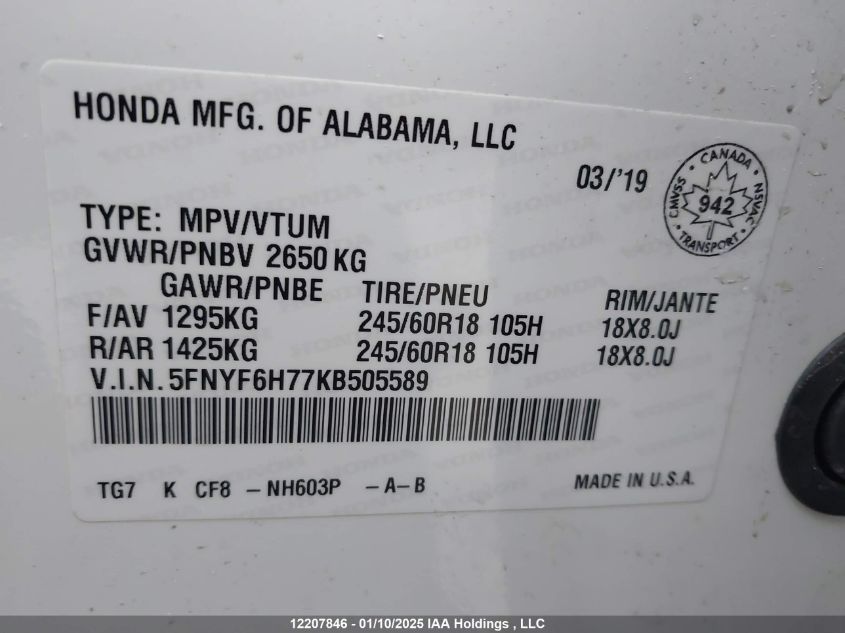 HONDA MFG. OF ALABAMA, LLC
03/'19
CANADA
CMVSS
NSVAC
942
TRANSPORT
TYPE: MPV/VTUM
GVWR/PNBV 2650 KG
GAWR/PNBE TIRE/PNEU RIM/JANTE
F/AV 1295KG 245/60R18 105H 18X8.0J
R/AR 1425KG 245/60R18 105H 18X8.0J
V.I.N. 5FNYF6H77KB505589
TG7 K CF8 -NH603P -A-B MADE IN U.S.A.
12207846 - 01/10/2025 IAA Holdings , LLC